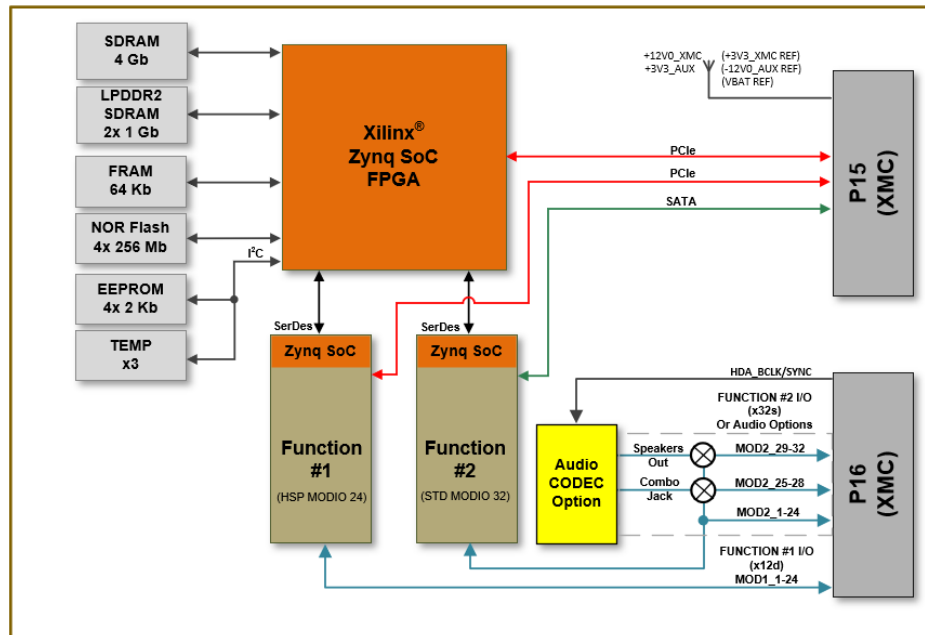 SDRAM
4 Gb
LPDDR2
SDRAM
2x 1 Gb
FRAM
64 Kb
NOR Flash
4x 256 Mb
EEPROM
4x 2 Kb
TEMP
x3
I²C
Xilinx®
Zynq SoC
FPGA
+12V0_XMC
+3V3_AUX
(+3V3_XMC REF)
(-12V0_AUX REF)
(VBAT REF)
PCIe
PCIe
SATA
P15
(XMC)
SerDes
SerDes
Zynq SoC
Function
#1
(HSP MODIO 24)
Zynq SoC
Function
#2
(STD MODIO 32)
HDA_BCLK/SYNC
FUNCTION #2 I/O
(x32s)
Or Audio Options
Audio
CODEC
Option
Speakers
Out
Combo
Jack
MOD2_29-32
MOD2_25-28
MOD2_1-24
FUNCTION #1 I/O
(x12d)
MOD1_1-24
P16
(XMC)